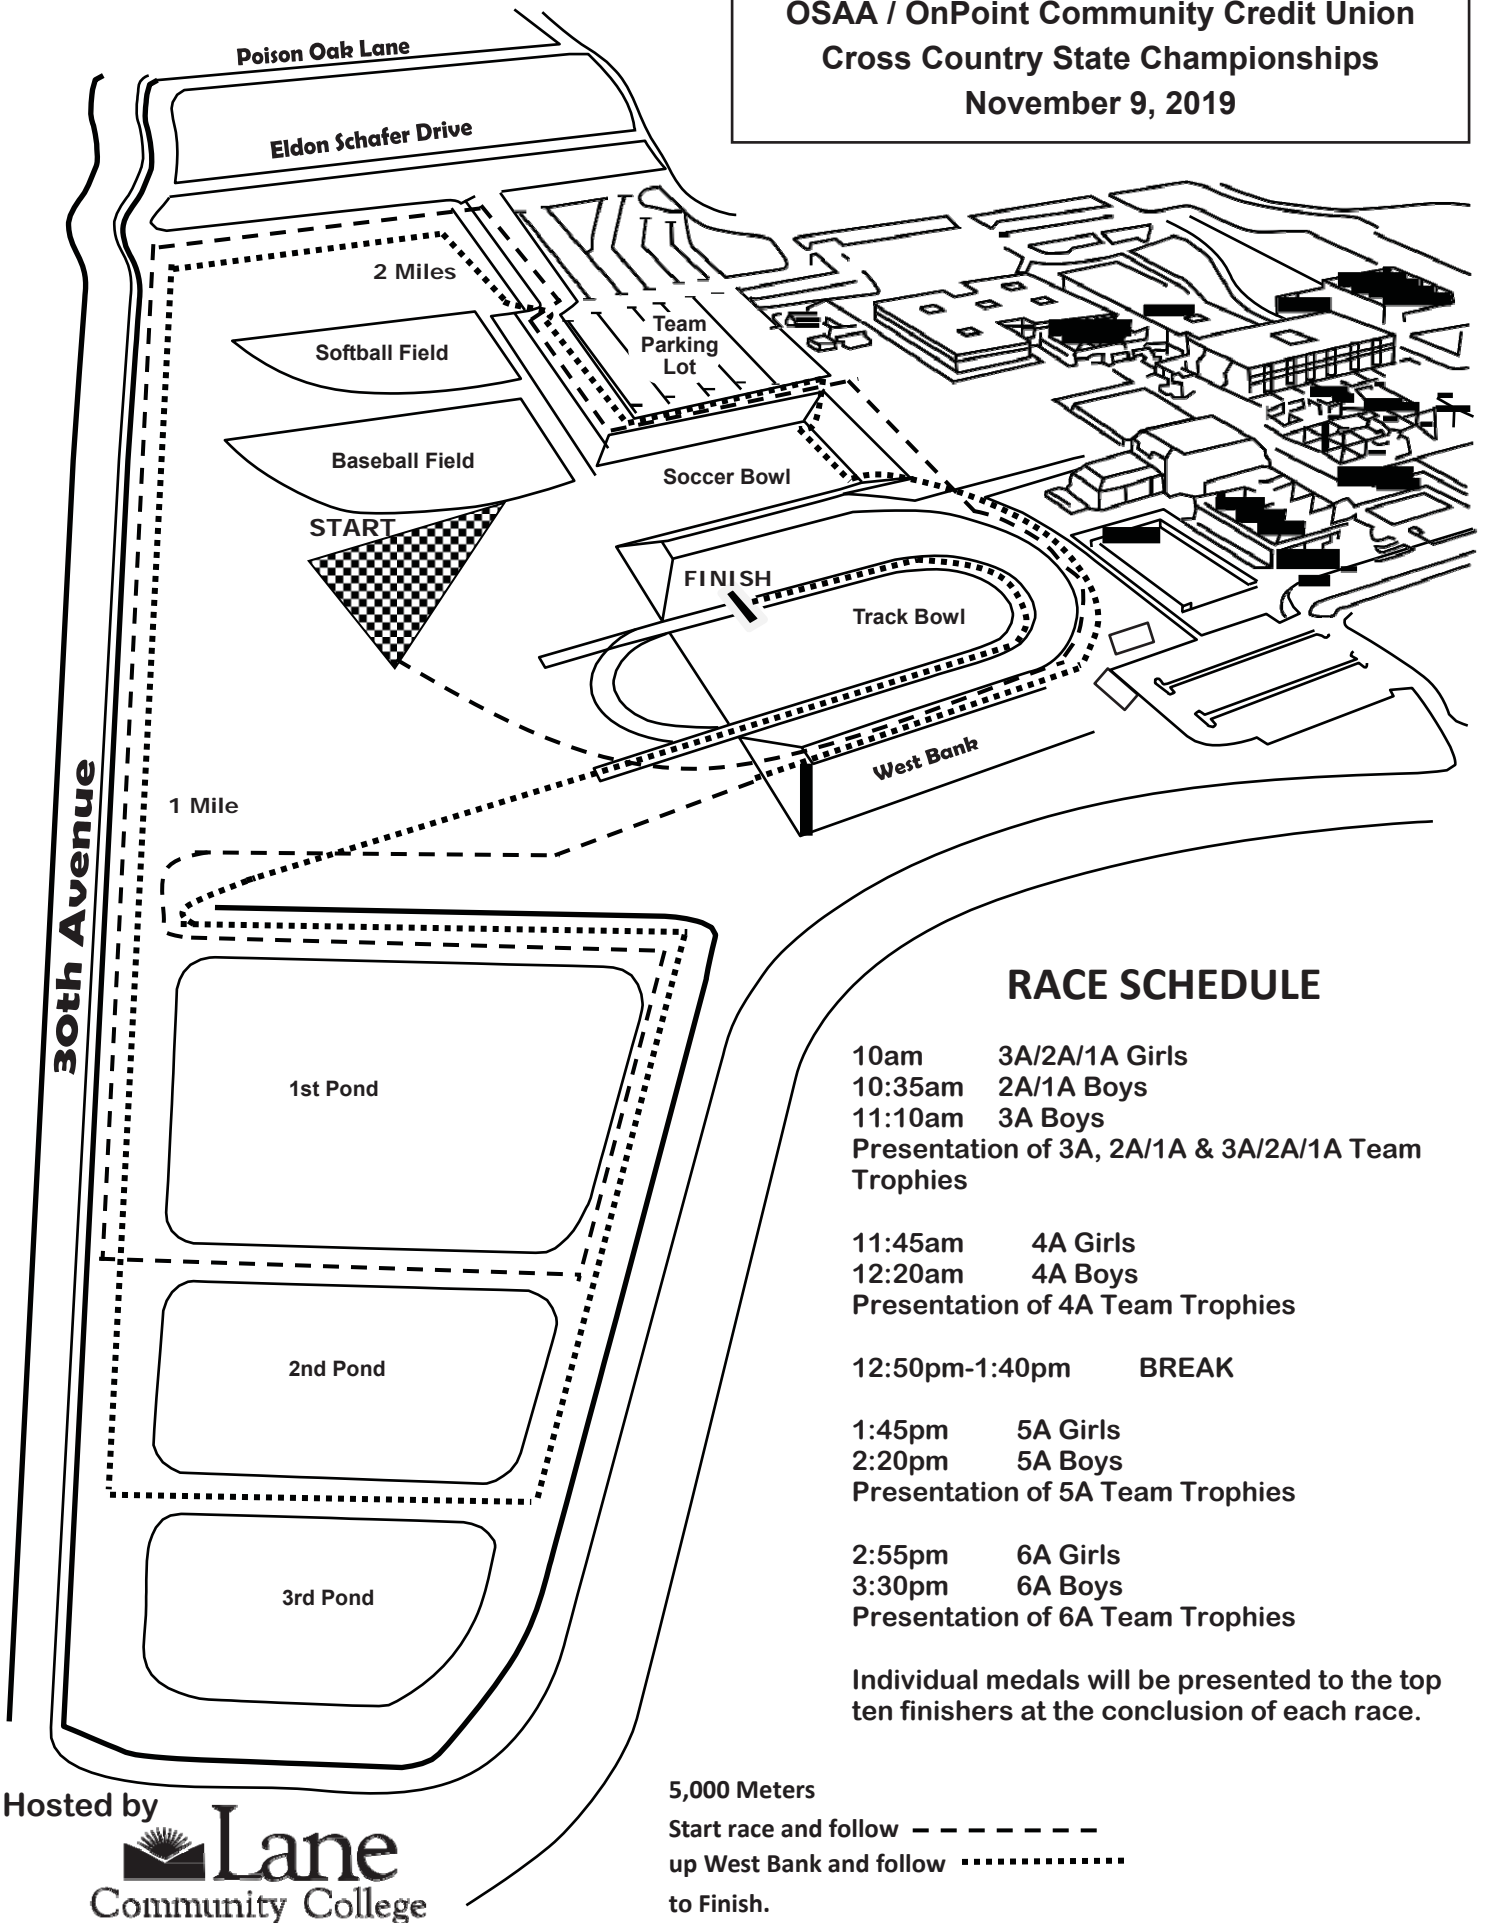 OSAA / OnPoint Community Credit Union
Cross Country State Championships
November 9, 2019
Poison Oak Lane
Eldon Schafer Drive
2 Miles
Softball Field
Team
Parking
Lot
Baseball Field
Soccer Bowl
START
FINISH
Track Bowl
West Bank
1 Mile
30th Avenue
1st Pond
2nd Pond
3rd Pond
RACE SCHEDULE
10am 3A/2A/1A Girls
10:35am 2A/1A Boys
11:10am 3A Boys
Presentation of 3A, 2A/1A & 3A/2A/1A Team
Trophies
11:45am 4A Girls
12:20am 4A Boys
Presentation of 4A Team Trophies
12:50pm-1:40pm BREAK
1:45pm 5A Girls
2:20pm 5A Boys
Presentation of 5A Team Trophies
2:55pm 6A Girls
3:30pm 6A Boys
Presentation of 6A Team Trophies
Individual medals will be presented to the top
ten finishers at the conclusion of each race.
Hosted by
Lane
Community College
5,000 Meters
Start race and follow
up West Bank and follow
to Finish.